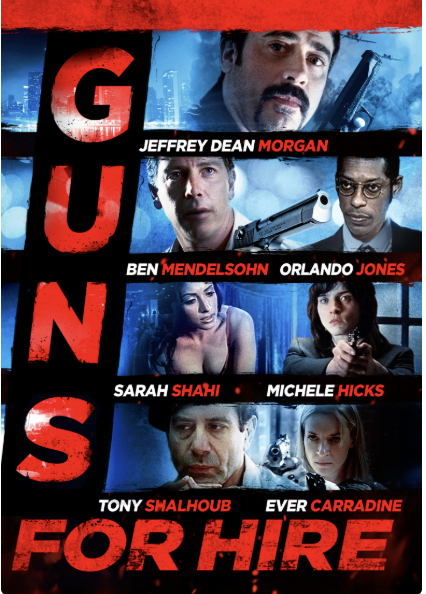 GUNS
JEFFREY DEAN MORGAN
BEN MENDELSOHN ORLANDO JONES
SARAH SHAHI MICHELE HICKS
TONY SHALHOUB EVER CARRADINE
FOR HIRE